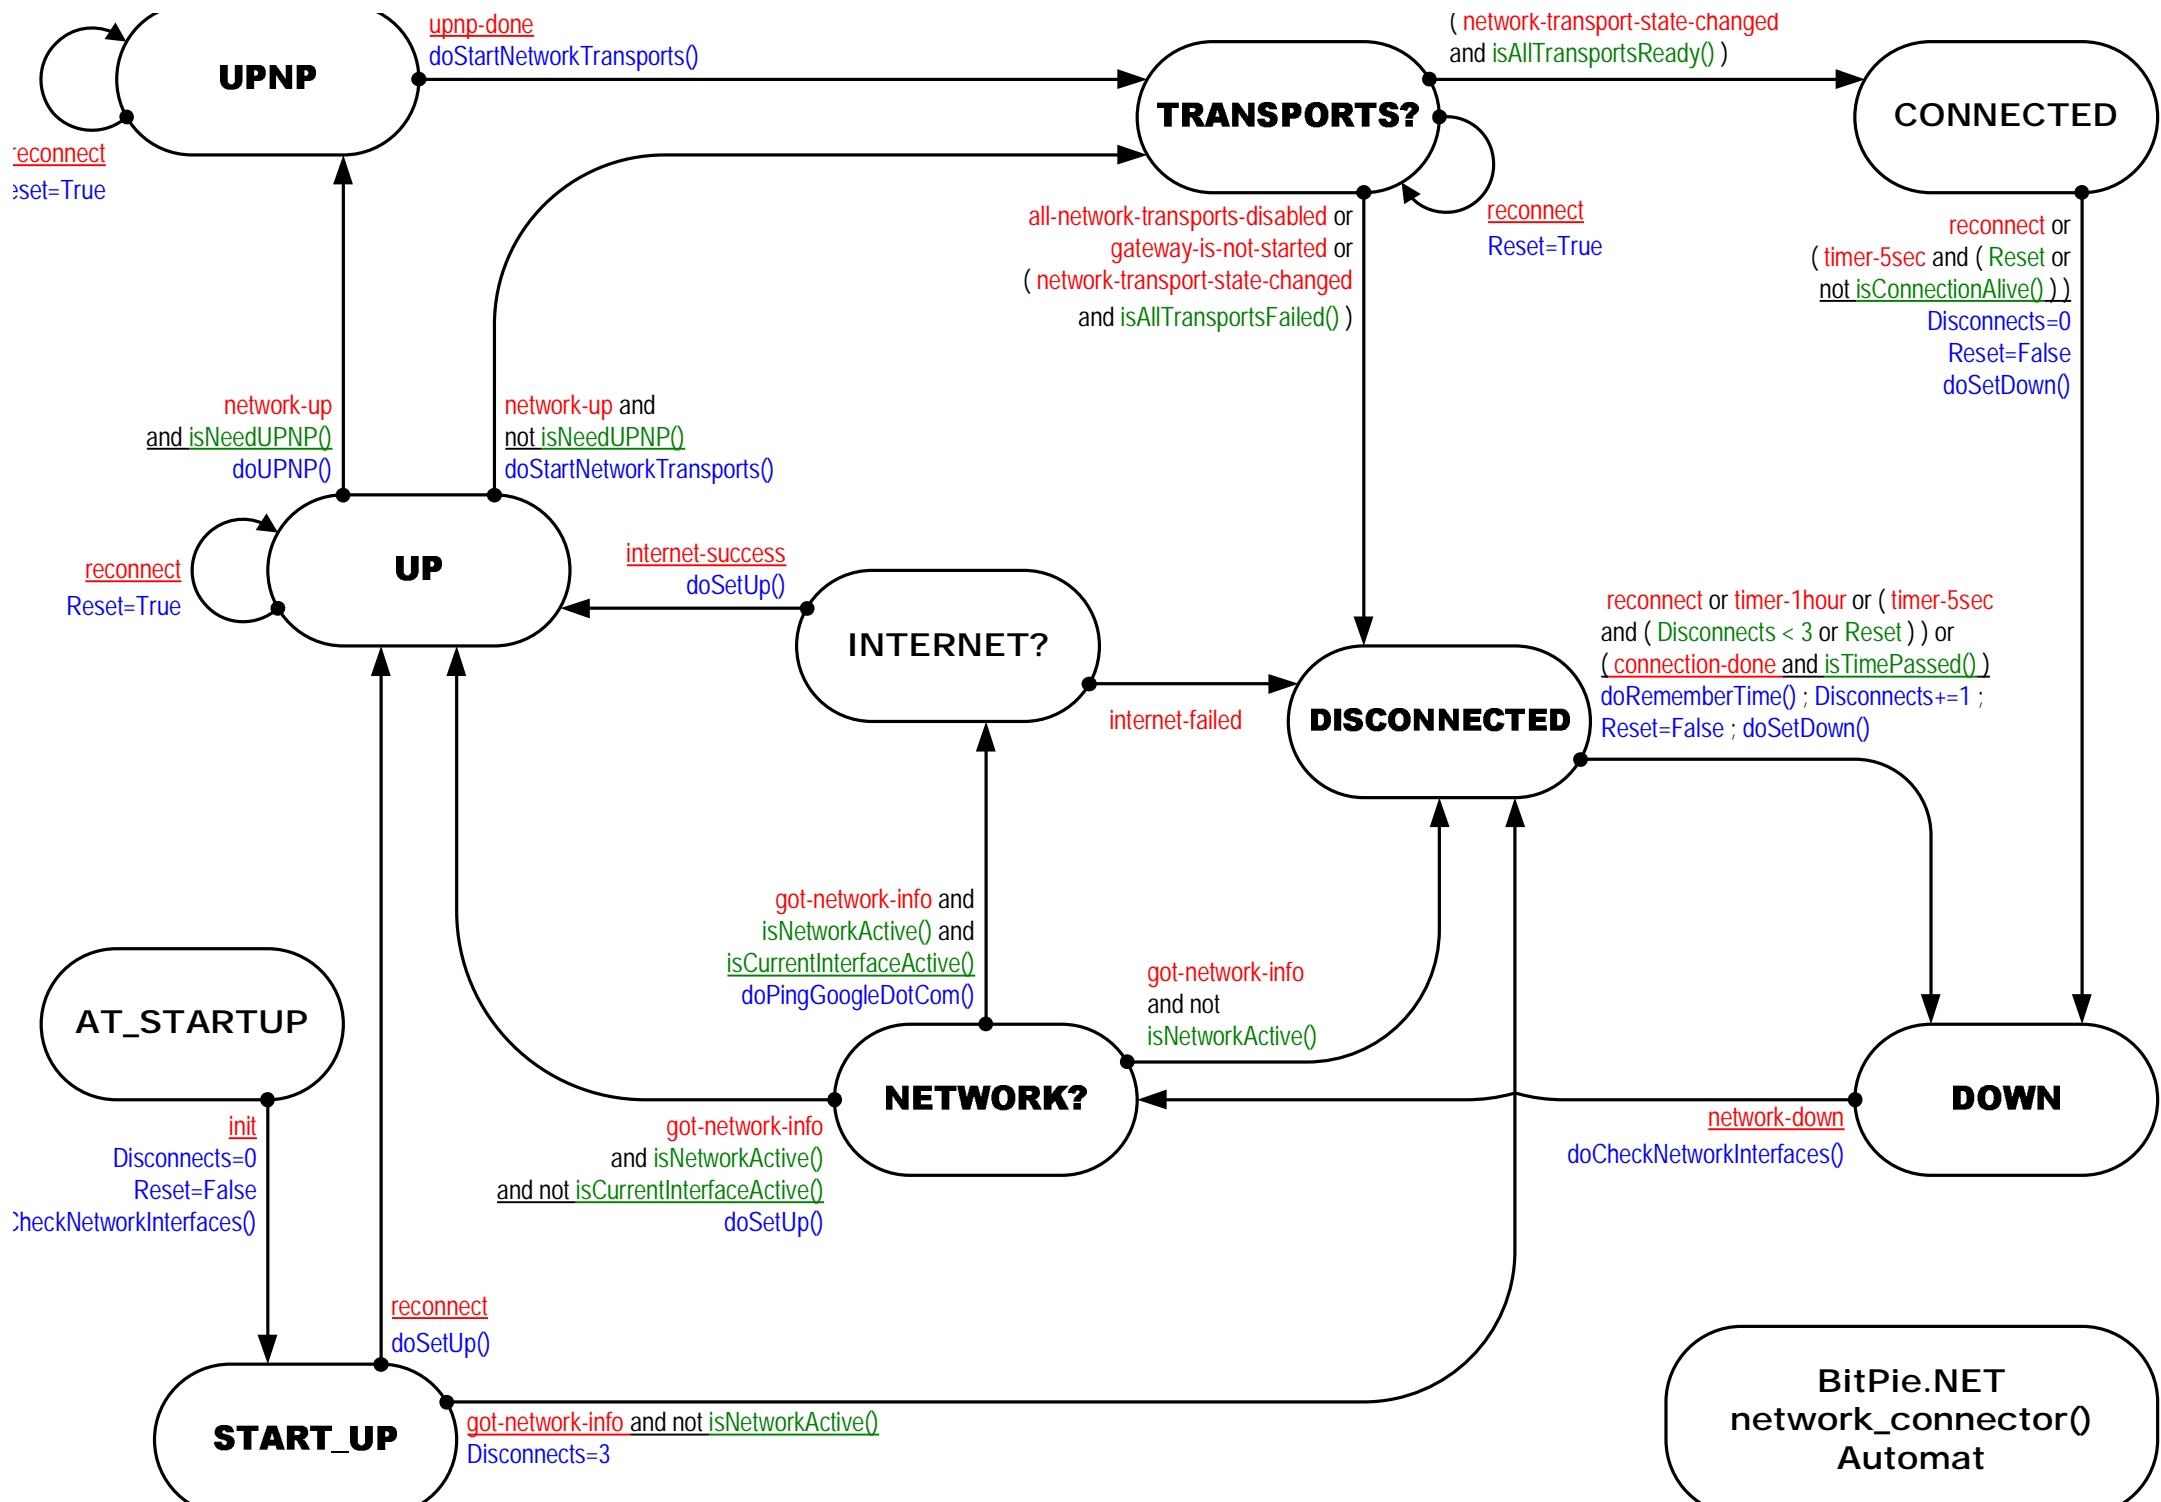 upnp-done
doStartNetworkTransports()
UPNP
reconnect
Reset=True
( network-transport-state-changed
and isAllTransportsReady() )
TRANSPORTS?
CONNECTED
reconnect
Reset=True
all-network-transports-disabled or
gateway-is-not-started or
( network-transport-state-changed
and isAllTransportsFailed() )
reconnect or
( timer-5sec and ( Reset or
not isConnectionAlive() ) )
Disconnects=0
Reset=False
doSetDown()
network-up
and isNeedUPNP()
doUPNP()
network-up and
not isNeedUPNP()
doStartNetworkTransports()
UP
reconnect
Reset=True
internet-success
doSetUp()
INTERNET?
internet-failed
DISCONNECTED
reconnect or timer-1hour or ( timer-5sec
and ( Disconnects < 3 or Reset ) ) or
( connection-done and isTimePassed() )
doRememberTime() ; Disconnects+=1 ;
Reset=False ; doSetDown()
got-network-info and
isNetworkActive() and
isCurrentInterfaceActive()
doPingGoogleDotCom()
got-network-info
and not
isNetworkActive()
AT_STARTUP
NETWORK?
DOWN
init
Disconnects=0
Reset=False
CheckNetworkInterfaces()
got-network-info
and isNetworkActive()
and not isCurrentInterfaceActive()
doSetUp()
network-down
doCheckNetworkInterfaces()
reconnect
doSetUp()
START_UP
got-network-info and not isNetworkActive()
Disconnects=3
BitPie.NET
network_connector()
Automat